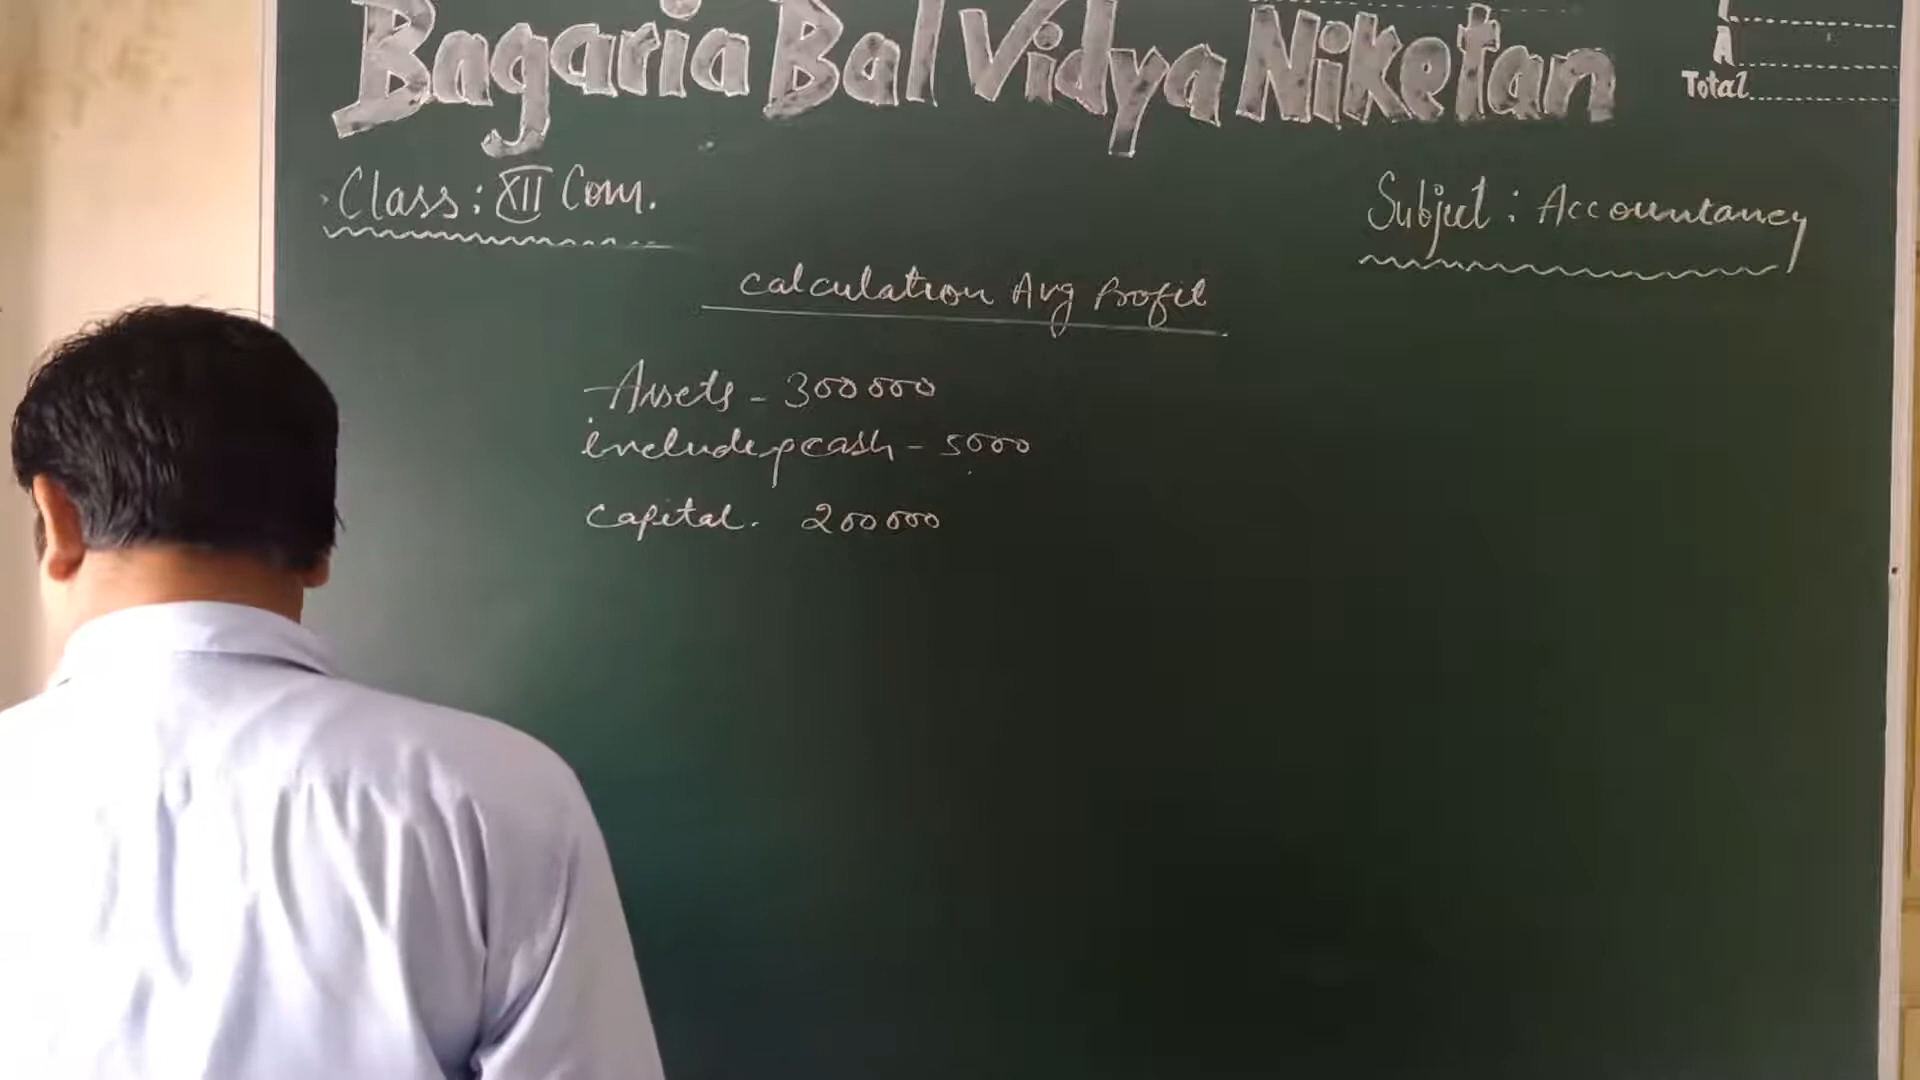 Bagaria Bal Vidya Niketan
A
Total
Class: XII Com.
Subject: Accountancy
Calculation Avg Profit
Assets - 300000
cash - 5000
Capital. 200000